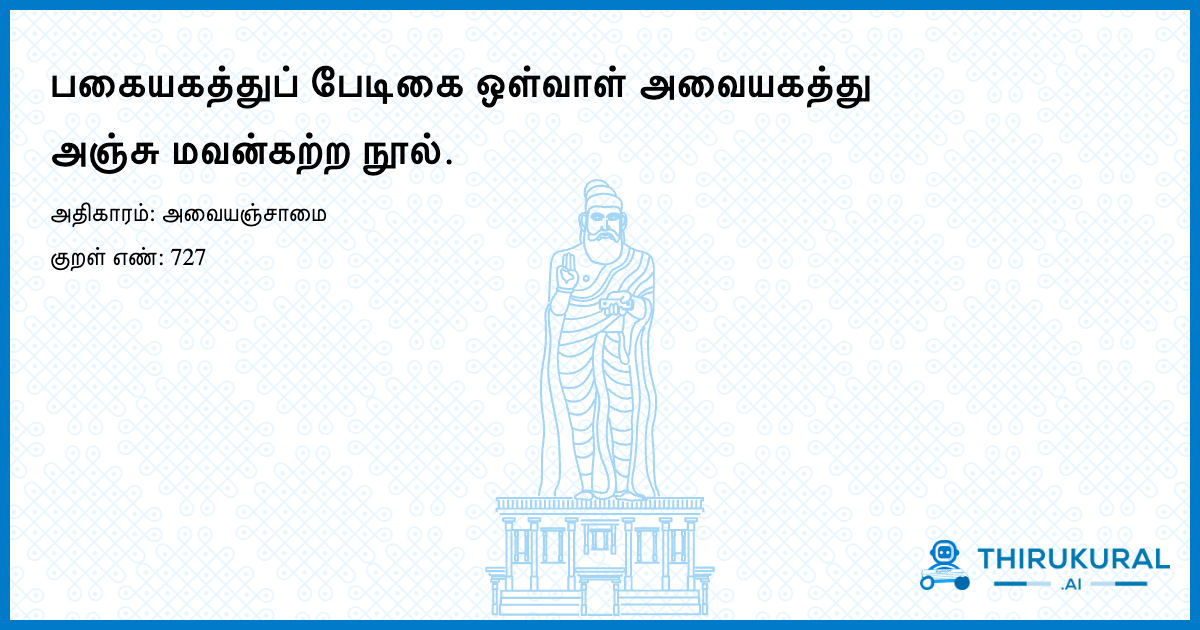 பகையகத்துப் பேடிகை ஒள்வாள் அவையகத்து
அஞ்சு மவன்கற்ற நூல்.
அதிகாரம்: அவையஞ்சாமை
குறள் எண்: 727
THIRUKURAL
.AI